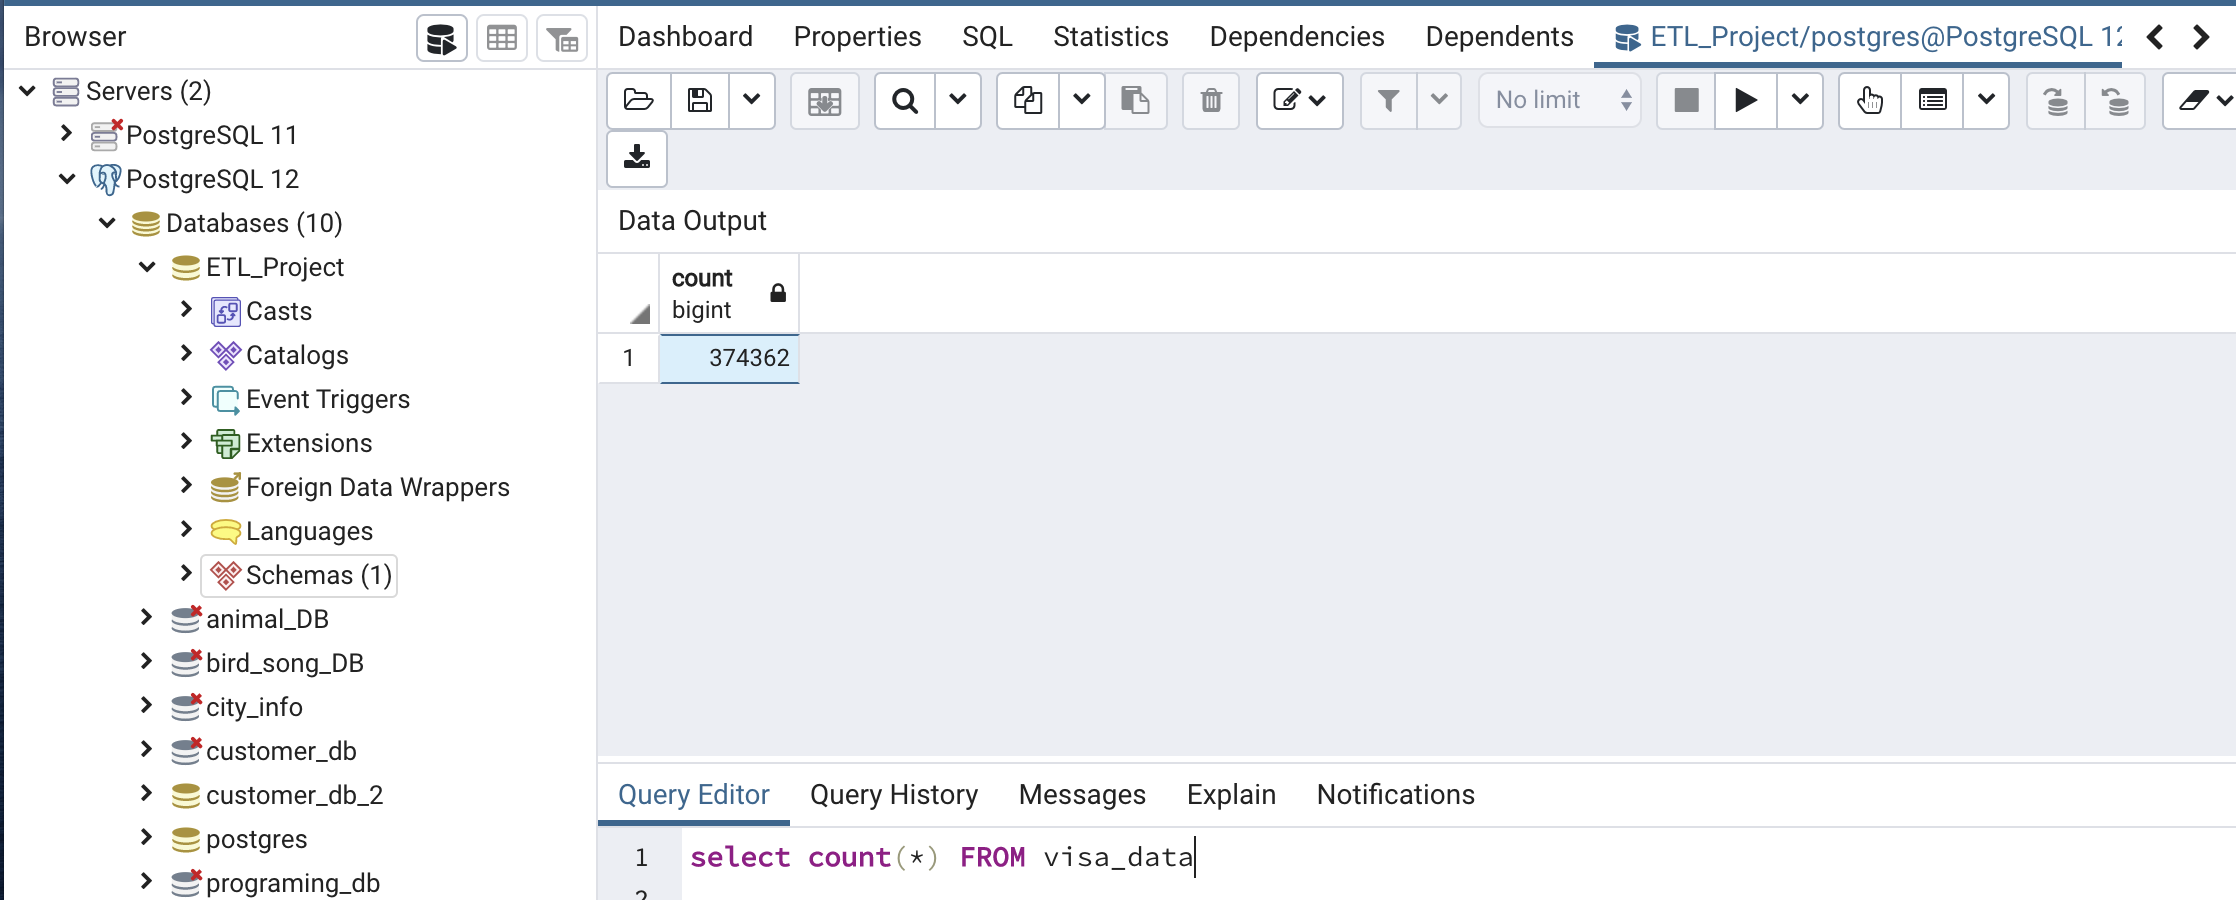 Browser
Servers (2)
PostgreSQL 11
PostgreSQL 12
Databases (10)
ETL_Project
Casts
Catalogs
Event Triggers
Extensions
Foreign Data Wrappers
Languages
Schemas (1)
animal_DB
bird_song_DB
city_info
customer_db
customer_db_2
postgres
programing_db
Dashboard Properties SQL Statistics Dependencies Dependents ETL_Project/postgres@PostgreSQL 12
No limit
Data Output
count
bigint
1 374362
Query Editor Query History Messages Explain Notifications
1 select count(*) FROM visa_data
2